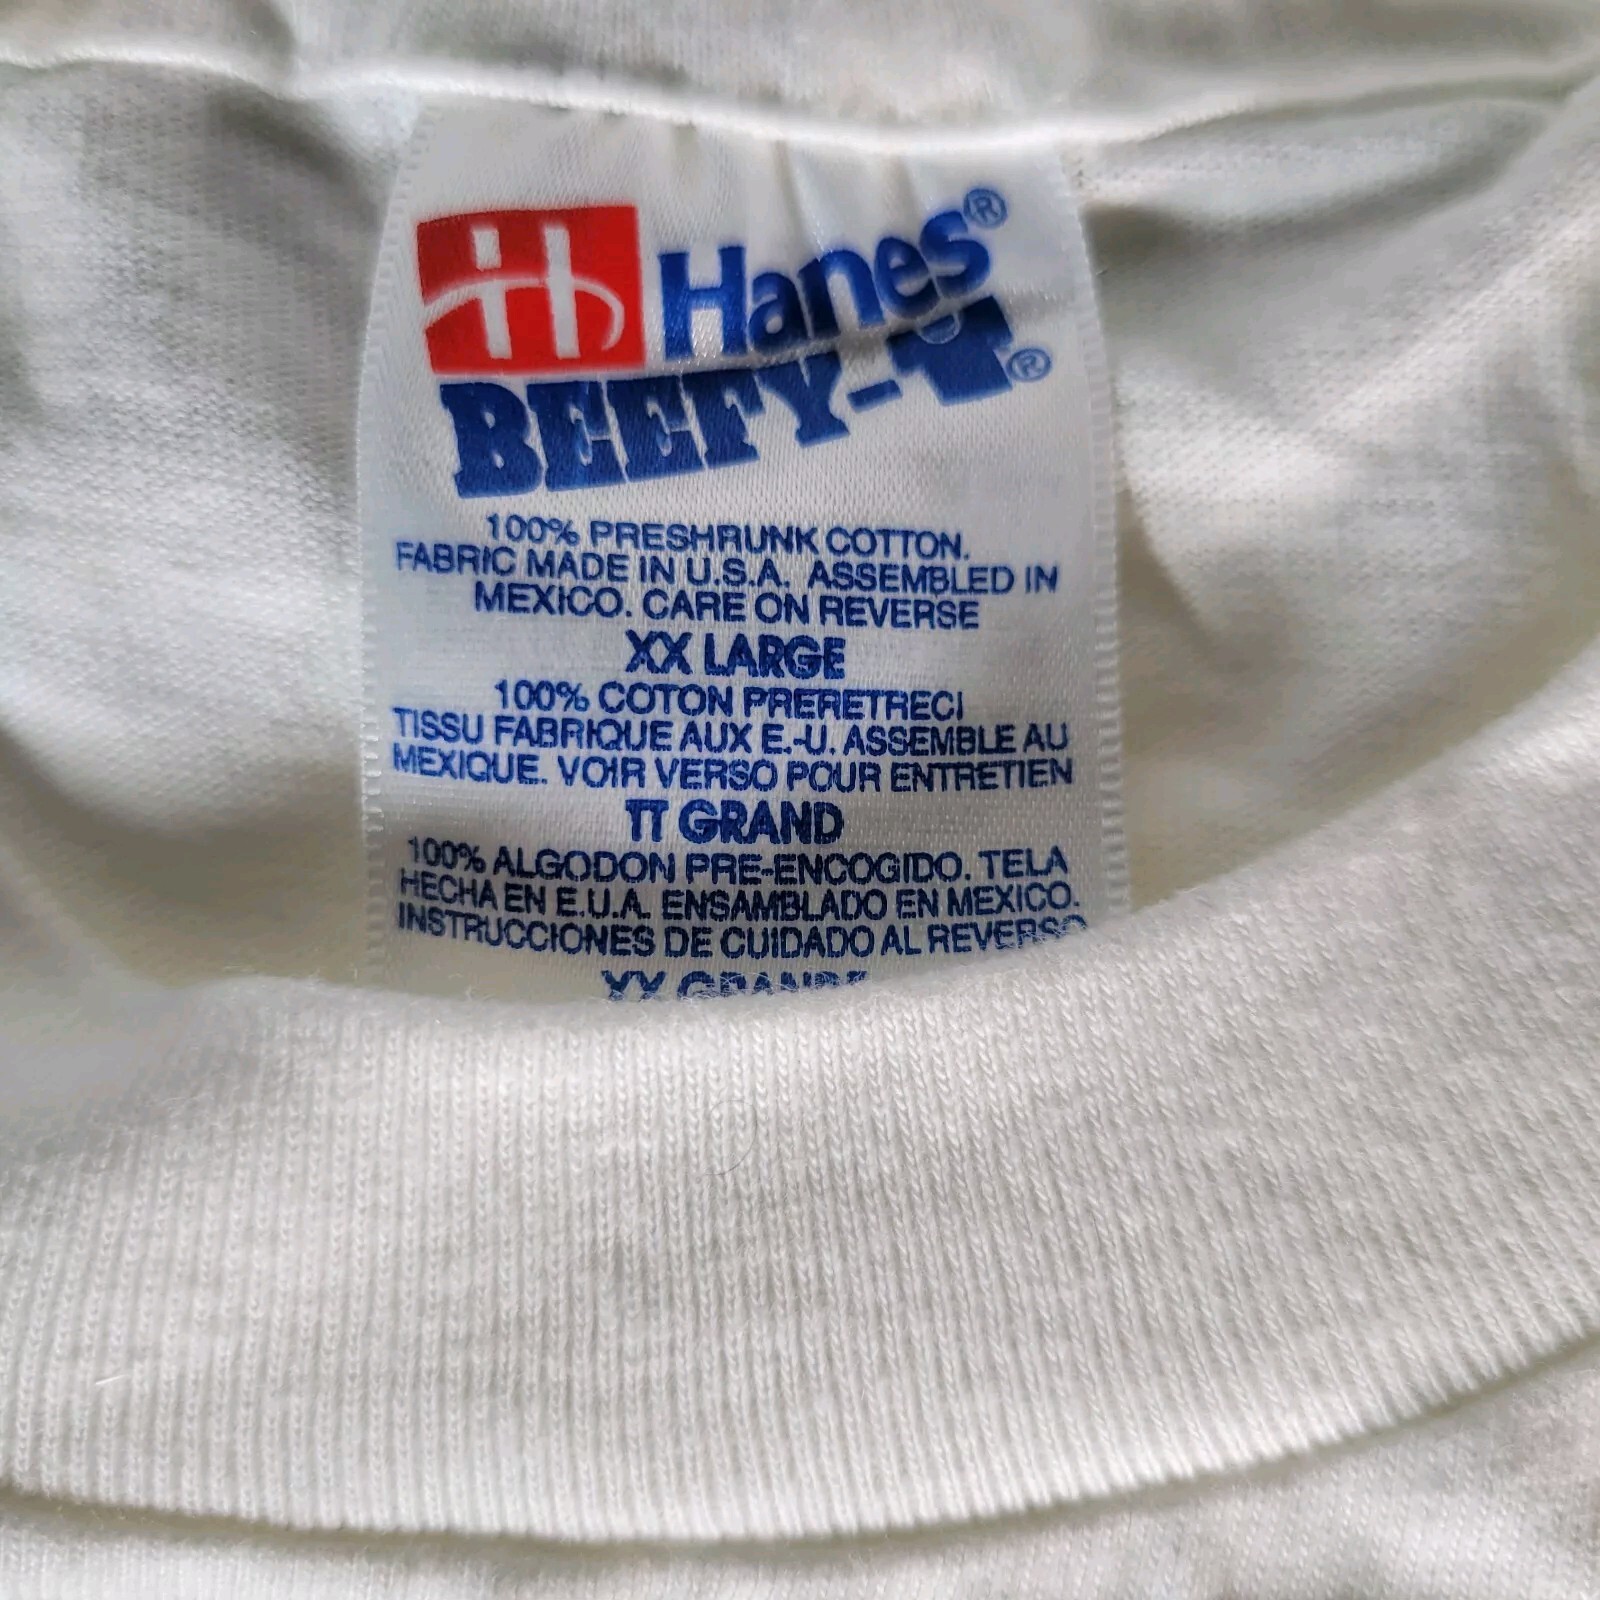 Hanes®
BEEFY-T®
100% PRESHRUNK COTTON.
FABRIC MADE IN U.S.A. ASSEMBLED IN
MEXICO. CARE ON REVERSE
XX LARGE
100% COTON PRERETRECI
TISSU FABRIQUE AUX E.-U. ASSEMBLE AU
MEXIQUE. VOIR VERSO POUR ENTRETIEN
TT GRAND
100% ALGODON PRE-ENCOGIDO. TELA
HECHA EN E.U.A. ENSAMBLADO EN MEXICO.
INSTRUCCIONES DE CUIDADO AL REVERSO
XX GRANDE